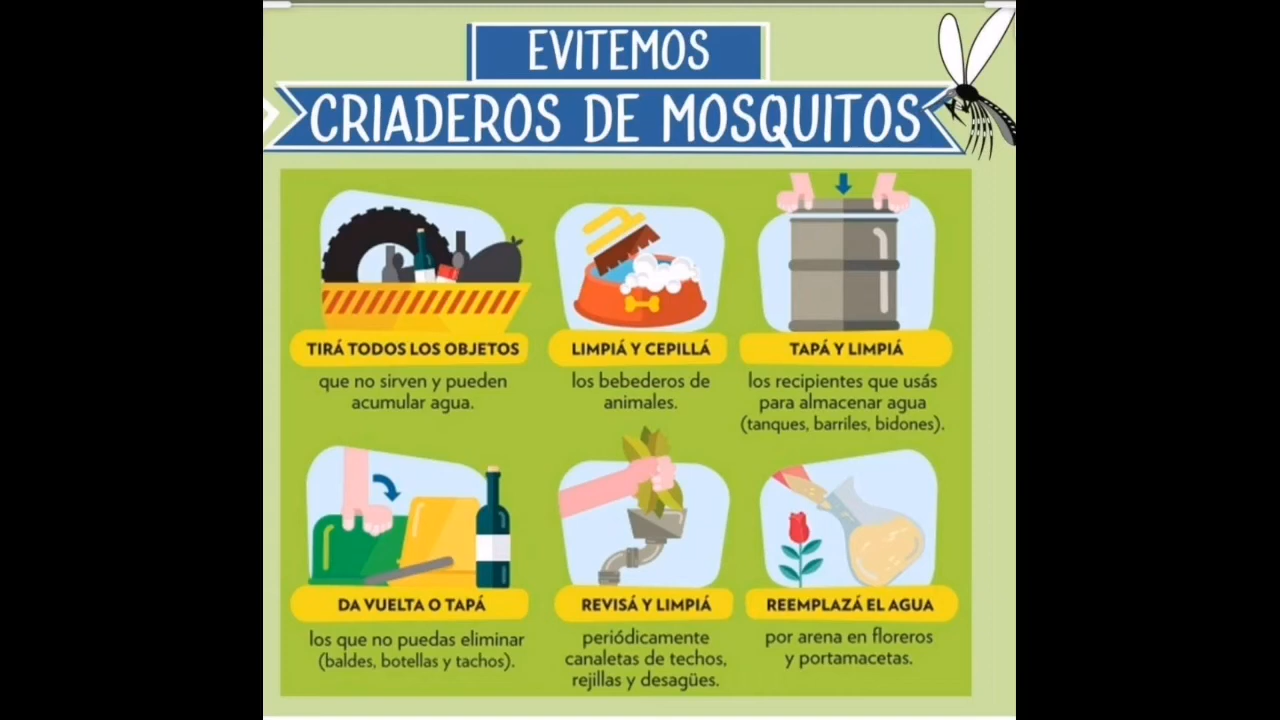 EVITEMOS
CRIADEROS DE MOSQUITOS
TIRÁ TODOS LOS OBJETOS
que no sirven y pueden
acumular agua.
LIMPIÁ Y CEPILLÁ
los bebederos de
animales.
TAPÁ Y LIMPIÁ
los recipientes que usás
para almacenar agua
(tanques, barriles, bidones).
DA VUELTA O TAPÁ
los que no puedas eliminar
(baldes, botellas y tachos).
REVISÁ Y LIMPIÁ
periódicamente
canaletas de techos,
rejillas y desagües.
REEMPLAZÁ EL AGUA
por arena en floreros
y portamacetas.